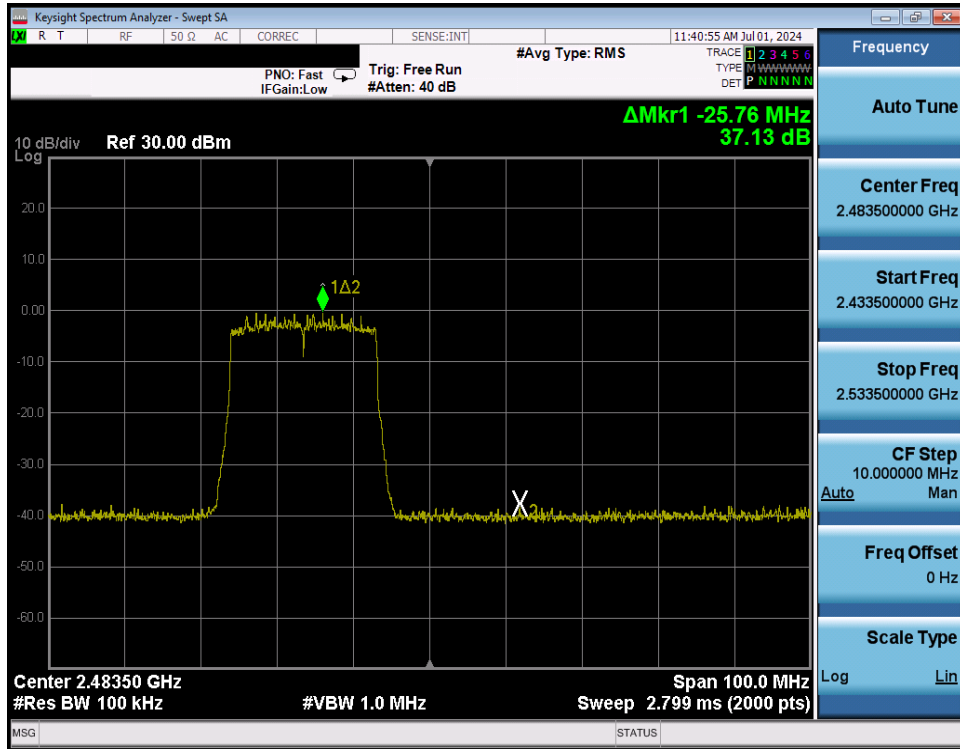 Keysight Spectrum Analyzer - Swept SA
LXI R T RF 50 Ω AC CORREC SENSE:INT 11:40:55 AM Jul 01, 2024
#Avg Type: RMS
TRACE 1 2 3 4 5 6
TYPE M W W W W W
DET P N N N N N
PNO: Fast
IFGain:Low
Trig: Free Run
#Atten: 40 dB
ΔMkr1 -25.76 MHz
37.13 dB
10 dB/div
Log
Ref 30.00 dBm
20.0
10.0
0.00
-10.0
-20.0
-30.0
-40.0
-50.0
-60.0
1Δ2
X2
Center 2.48350 GHz
#Res BW 100 kHz
#VBW 1.0 MHz
Span 100.0 MHz
Sweep 2.799 ms (2000 pts)
MSG
STATUS
Frequency
Auto Tune
Center Freq
2.483500000 GHz
Start Freq
2.433500000 GHz
Stop Freq
2.533500000 GHz
CF Step
10.000000 MHz
Auto Man
Freq Offset
0 Hz
Scale Type
Log Lin